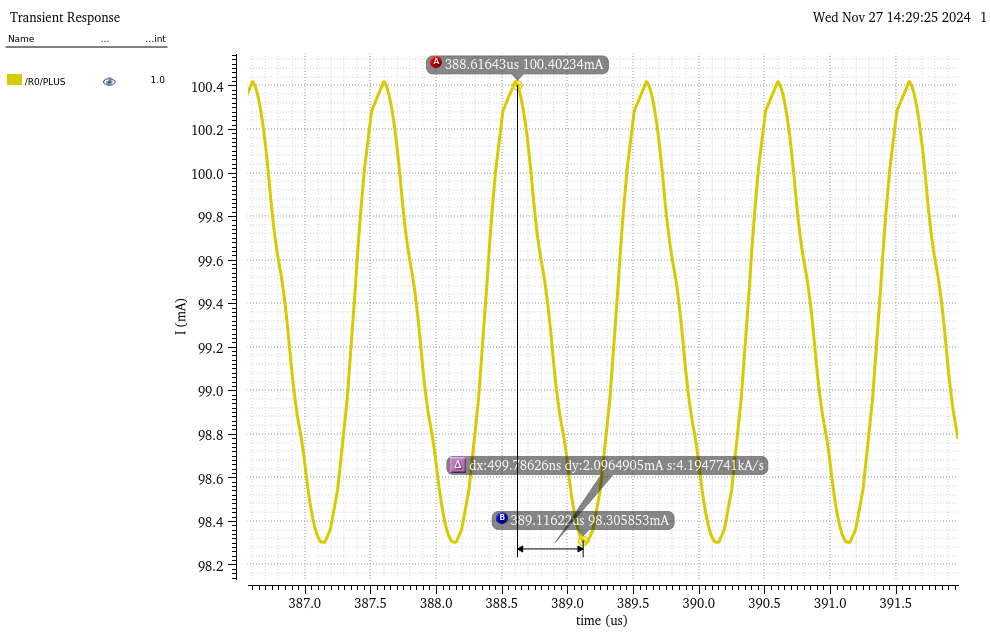 Transient Response
Wed Nov 27 14:29:25 2024 1
Name ... ...int
/R0/PLUS 1.0
A 388.61643us 100.40234mA
100.4
100.2
100.0
99.8
99.6
99.4
99.2
99.0
98.8
98.6
98.4
98.2
I (mA)
Δ dx:499.78626ns dy:2.0964905mA s:4.1947741kA/s
B 389.11622us 98.305853mA
387.0 387.5 388.0 388.5 389.0 389.5 390.0 390.5 391.0 391.5
time (us)